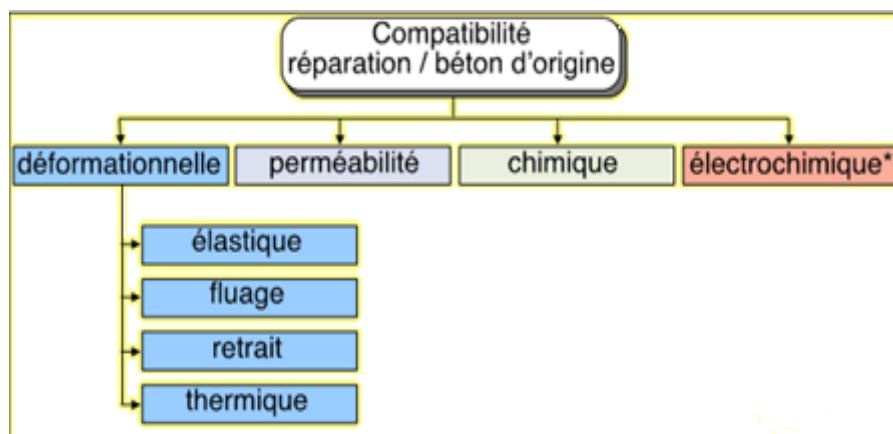 Compatibilité
réparation / béton d'origine
déformationnelle
perméabilité
chimique
électrochimique*
élastique
fluage
retrait
thermique